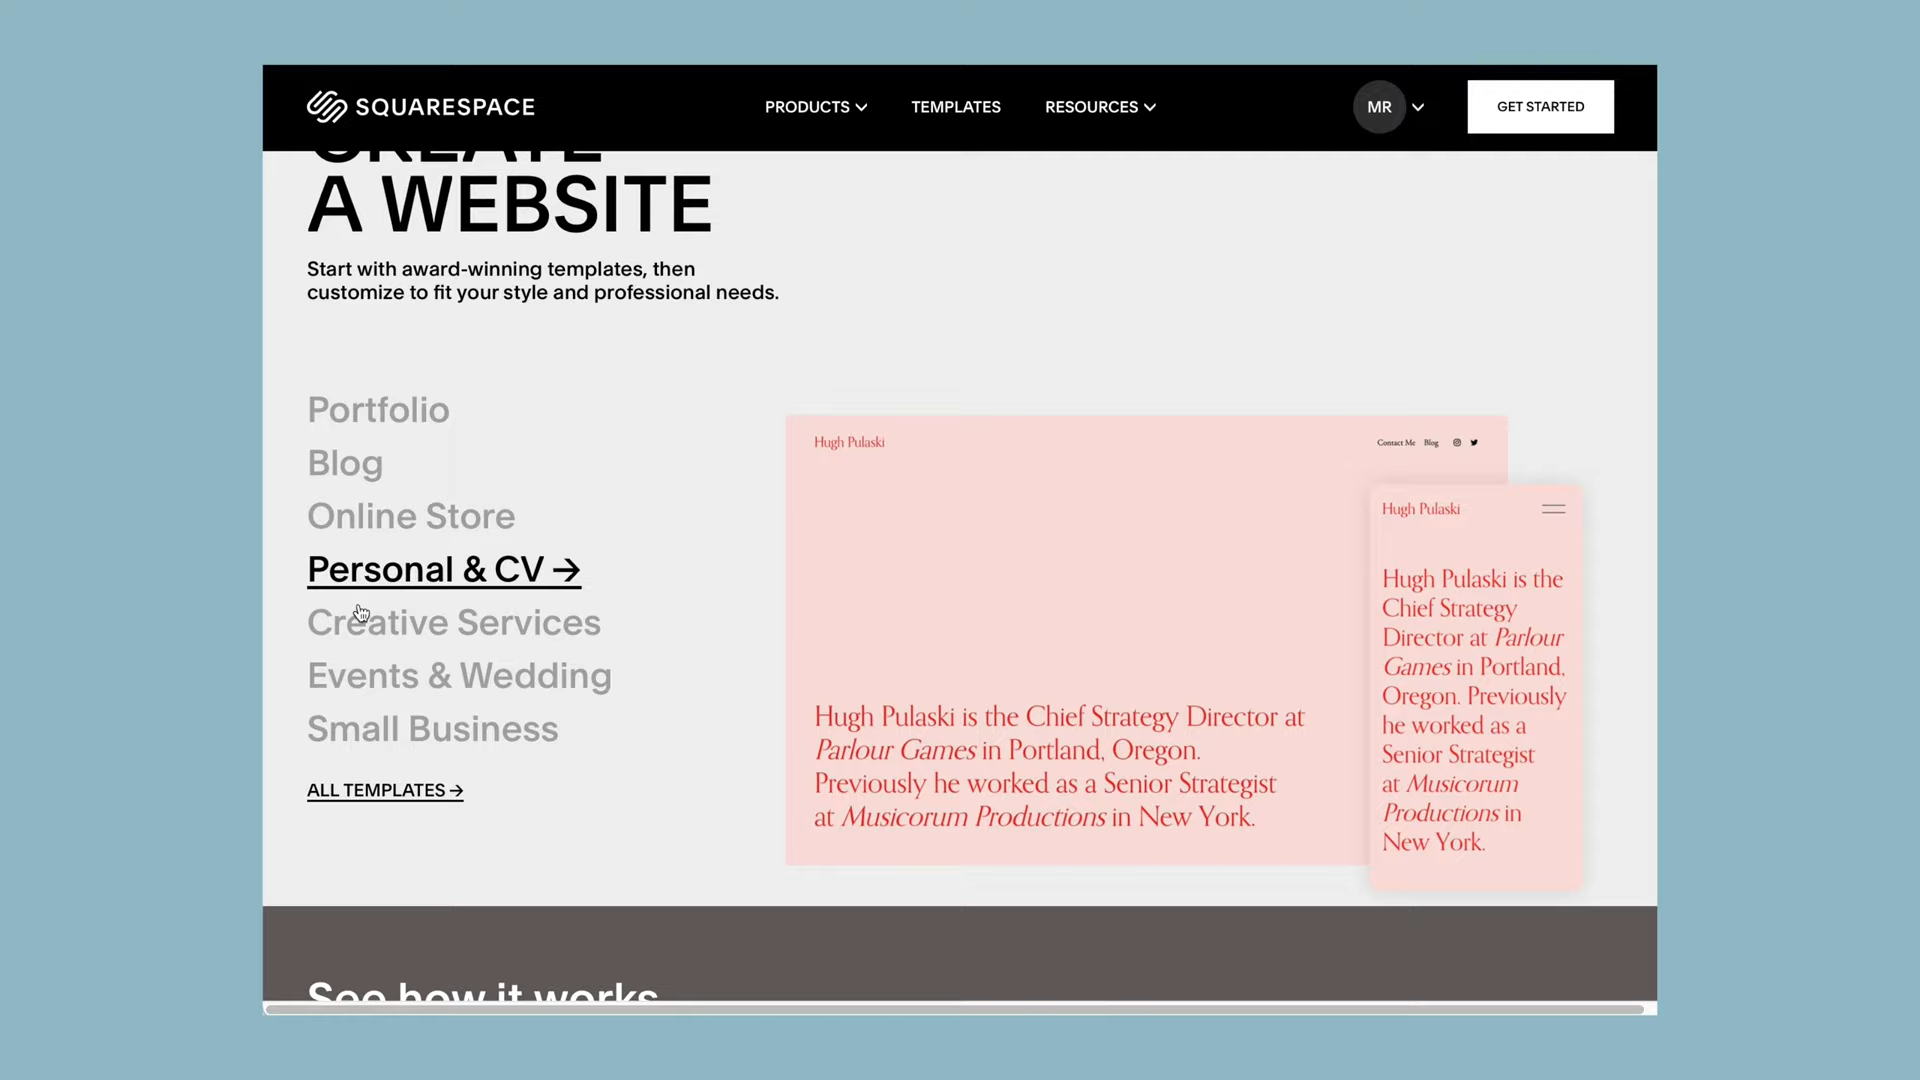 SQUARESPACE
PRODUCTS
TEMPLATES
RESOURCES
MR
GET STARTED
CREATE
A WEBSITE
Start with award-winning templates, then
customize to fit your style and professional needs.
Portfolio
Blog
Online Store
Personal & CV →
Creative Services
Events & Wedding
Small Business
ALL TEMPLATES →
Hugh Pulaski
Contact Me
Blog
Hugh Pulaski is the Chief Strategy Director at
Parlour Games in Portland, Oregon.
Previously he worked as a Senior Strategist
at Musicorum Productions in New York.
Hugh Pulaski
Hugh Pulaski is the
Chief Strategy
Director at Parlour
Games in Portland,
Oregon. Previously
he worked as a
Senior Strategist
at Musicorum
Productions in
New York.
See how it works